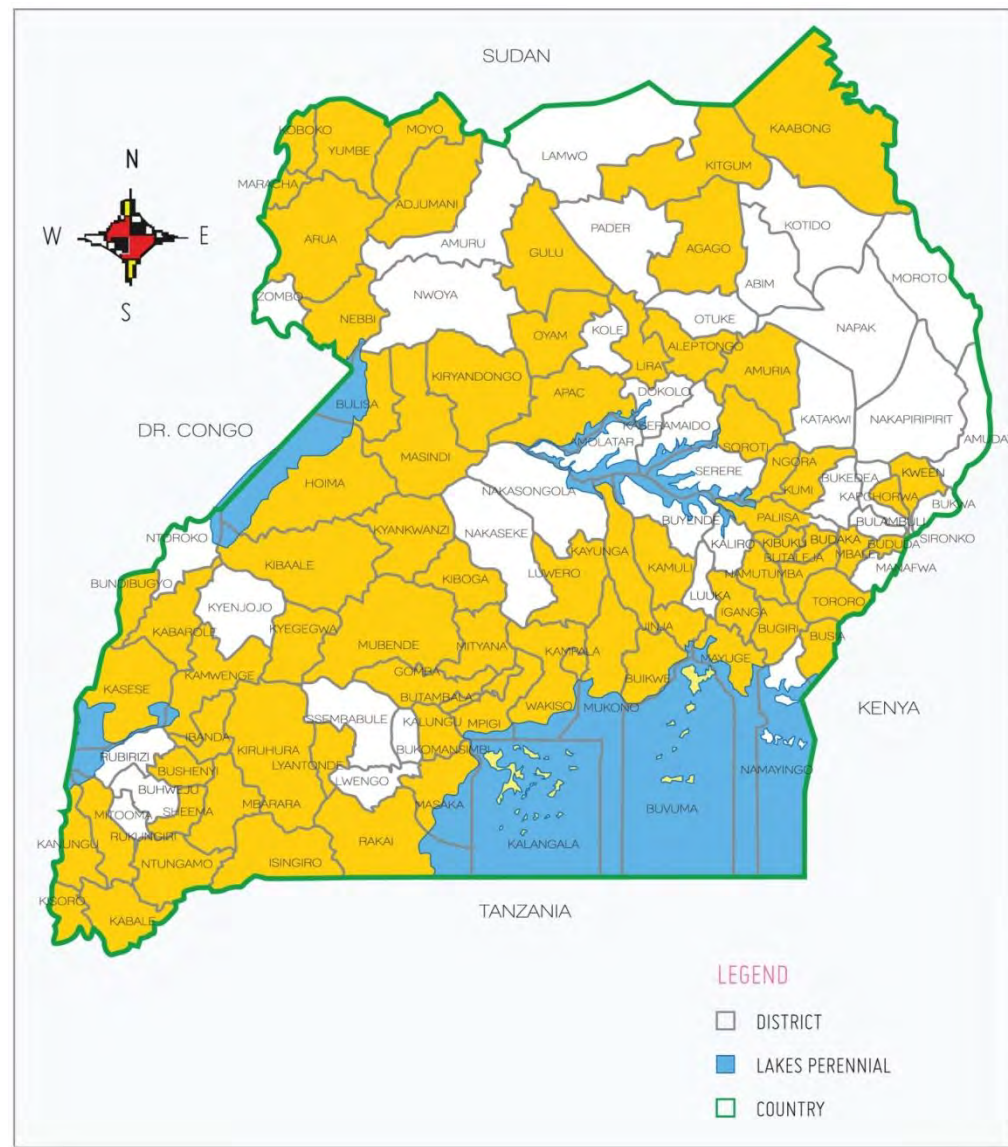 SUDAN
KOBOKO
MOYO
YUMBE
KAABONG
LAMWO
KITGUM
N
MARACHA
ADJUMANI
KOTIDO
PADER
ARUA
W
E
AMURU
GULU
AGAGO
MOROTO
ABIM
S
ZOMBO
NWOYA
NEBBI
OTUKE
NAPAK
OYAM
KOLE
ALEPTONGO
LIRA
KIRYANDONGO
AMURIA
DOKOLO
APAC
BULISA
KATAKWI
NAKAPIRIPIRIT
KASERAMAIDO
DR. CONGO
AMUDA
AMOLATAR
SOROTI
MASINDI
NGORA
SERERE
KWEEN
BUKEDEA
HOIMA
KUMI
NAKASONGOLA
KAPCHORWA
BUKWA
PALISA
BUYENDE
BULAMBULI
KYANKWANZI
NAKASEKE
KALIRO
KIBUKU
BUDAKA
SIRONKO
NTOROKO
KAYUNGA
BUTALEJA
MBALE
BUDUDA
KIBAALE
KAMULI
LUWERO
MANAFWA
KIBOGA
NAMUTUMBA
BUNDIBUGYO
LUUKA
KYENJOJO
TORORO
IGANGA
KABAROLE
KYEGEGWA
JINJA
BUGIRI
MUBENDE
MITYANA
BUSIA
KAMPALA
MAYUGE
GOMBA
KAMWENGE
BUIKWE
KASESE
BUTAMBALA
SSEMBABULE
WAKISO
MUKONO
KENYA
KALUNGU
MPIGI
IBANDA
KIRUHURA
BUKOMANSIMBI
RUBIRIZI
LYANTONDE
NAMAYINGO
BUSHENYI
LWENGO
BUHWEJU
MBARARA
MASAKA
BUVUMA
MITOOMA
SHEEMA
KALANGALA
RUKUNGIRI
KANUNGU
RAKAI
NTUNGAMO
ISINGIRO
KISORO
TANZANIA
KABALE
LEGEND
DISTRICT
LAKES PERENNIAL
COUNTRY